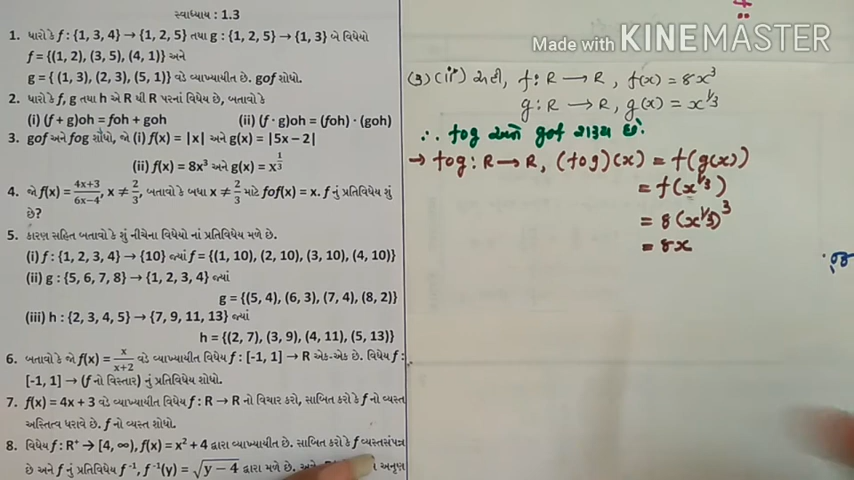 સ્વાધ્યાય : 1.3
1. ધારો કે f : {1, 3, 4} → {1, 2, 5} તથા g : {1, 2, 5} → {1, 3} બે વિધેયો
f = {(1, 2), (3, 5), (4, 1)} અને
g = { (1, 3), (2, 3), (5, 1)} વડે વ્યાખ્યાયીત છે. gof શોધો.
2. ધારો કે f, g તથા h એ R થી R પરનાં વિધેય છે, બતાવો કે
(i) (f + g)oh = foh + goh (ii) (f · g)oh = (foh) · (goh)
3. gof અને fog શોધો, જો (i) f(x) = |x| અને g(x) = |5x − 2|
(ii) f(x) = 8x³ અને g(x) = x^{1/3}
4. જો f(x) = \frac{4x+3}{6x−4}, x ≠ \frac{2}{3}, બતાવો કે બધા x ≠ \frac{2}{3} માટે fof(x) = x. f નું પ્રતિવિધેય શું
છે?
5. કારણ સહિત બતાવો કે શું નીચેના વિધેયો નાં પ્રતિવિધેય મળે છે.
(i) f : {1, 2, 3, 4} → {10} જ્યાં f = {(1, 10), (2, 10), (3, 10), (4, 10)}
(ii) g : {5, 6, 7, 8} → {1, 2, 3, 4} જ્યાં
g = {(5, 4), (6, 3), (7, 4), (8, 2)}
(iii) h : {2, 3, 4, 5} → {7, 9, 11, 13} જ્યાં
h = {(2, 7), (3, 9), (4, 11), (5, 13)}
6. બતાવો કે જો f(x) = \frac{x}{x+2} વડે વ્યાખ્યાયીત વિધેય f : [-1, 1] → R એક-એક છે. વિધેય f :
[-1, 1] → (f નો વિસ્તાર) નું પ્રતિવિધેય શોધો.
7. f(x) = 4x + 3 વડે વ્યાખ્યાયીત વિધેય f : R → R નો વિચાર કરો, સાબિત કરો કે f નો વ્યસ્ત
અસ્તિત્વ ધરાવે છે. f નો વ્યસ્ત શોધો.
8. વિધેય f : R⁺ → [4, ∞), f(x) = x² + 4 દ્વારા વ્યાખ્યાયીત છે. સાબિત કરો કે f વ્યસ્તસંપન્ન
છે અને f નું પ્રતિવિધેય f⁻¹, f⁻¹(y) = √(y − 4) દ્વારા મળે છે,
Made with KINEMASTER
(3) (ii) અહીં, f : R → R, f(x) = 8x³
g : R → R, g(x) = x^{1/3}
∴ fog અને gof શક્ય છે.
→ fog : R → R, (fog)(x) = f(g(x))
= f(x^{1/3})
= 8(x^{1/3})³
= 8x